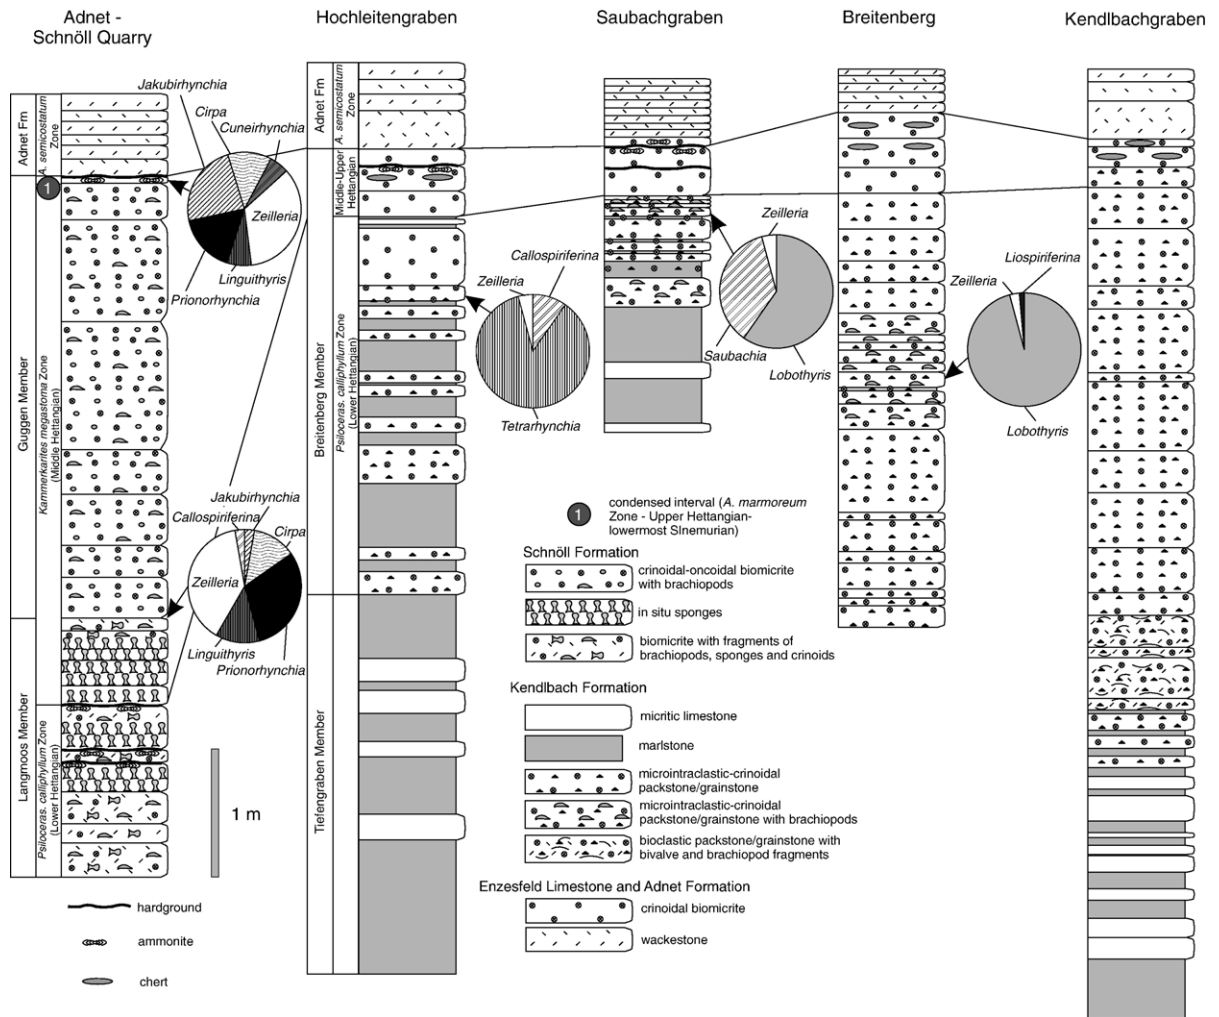 Adnet -
Schnöll Quarry
Hochleitengraben
Saubachgraben
Breitenberg
Kendlbachgraben
Adnet Fm
A. semicostatum
Zone
Guggen Member
Kammerkarites megastoma Zone
(Middle Hettangian)
Langmoos Member
Psiloceras. calliphyllum Zone
(Lower Hettangian)
1
Jakubirhynchia
Cirpa
Cuneirhynchia
Zeilleria
Linguithyris
Prionorhynchia
Jakubirhynchia
Callospiriferina
Cirpa
Zeilleria
Linguithyris
Prionorhynchia
1 m
hardground
ammonite
chert
Adnet Fm
A. semicostatum
Zone
Middle-Upper
Hettangian
Breitenberg Member
Psiloceras. calliphyllum Zone
(Lower Hettangian)
Tiefengraben Member
Callospiriferina
Zeilleria
Tetrarhynchia
Zeilleria
Saubachia
Lobothyris
Liospiriferina
Zeilleria
Lobothyris
1
condensed interval (A. marmoreum
Zone - Upper Hettangian-
lowermost SInemurian)
Schnöll Formation
crinoidal-oncoidal biomicrite
with brachiopods
in situ sponges
biomicrite with fragments of
brachiopods, sponges and crinoids
Kendlbach Formation
micritic limestone
marlstone
microintraclastic-crinoidal
packstone/grainstone
microintraclastic-crinoidal
packstone/grainstone with brachiopods
bioclastic packstone/grainstone with
bivalve and brachiopod fragments
Enzesfeld Limestone and Adnet Formation
crinoidal biomicrite
wackestone